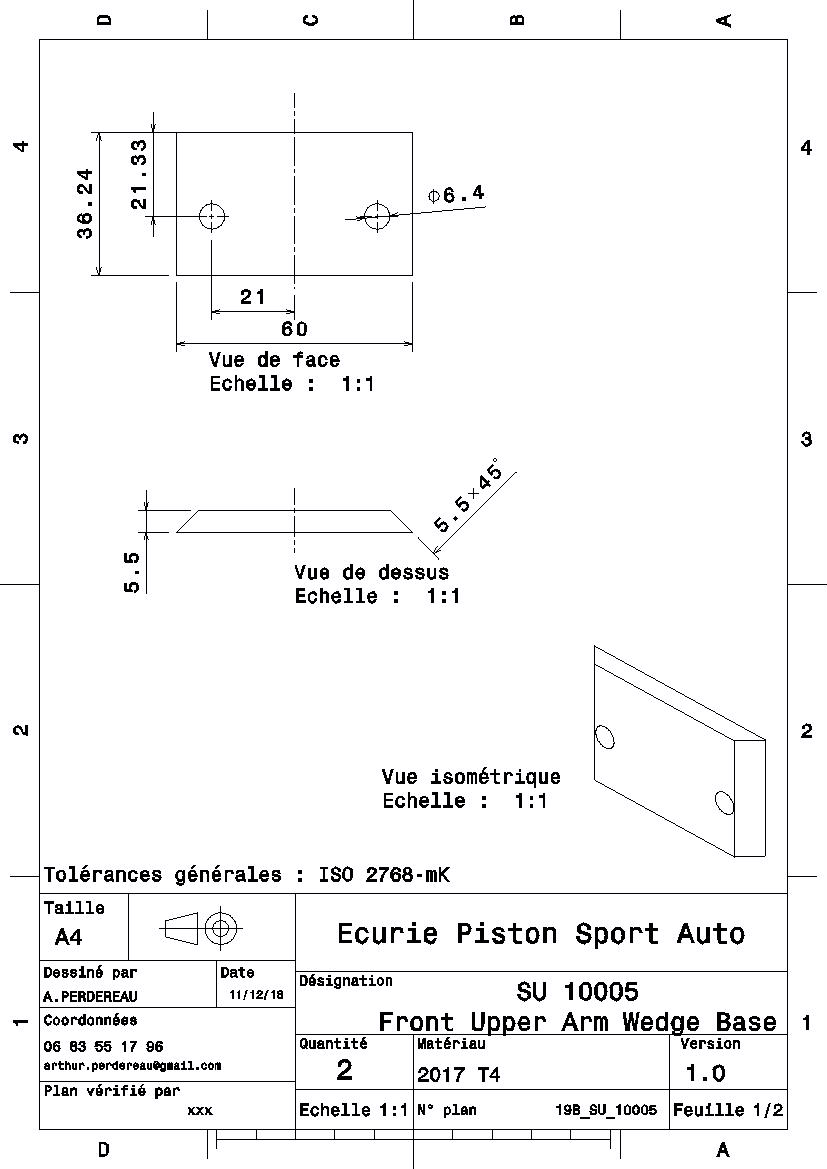 D C B A
4 4
36.24
21.33
φ6.4
21
60
Vue de face
Echelle : 1:1
3 3
5.5
5.5×45°
Vue de dessus
Echelle : 1:1
2 2
Vue isométrique
Echelle : 1:1
Tolérances générales : ISO 2768-mK
Taille
A4
Ecurie Piston Sport Auto
Dessiné par
A.PERDEREAU
Date
11/12/18
Désignation
SU 10005
Front Upper Arm Wedge Base
1 1
Coordonnées
06 83 55 17 96
arthur.perdereau@gmail.com
Quantité
2
Matériau
2017 T4
Version
1.0
Plan vérifié par
xxx
Echelle 1:1
N° plan
19B_SU_10005
Feuille 1/2
D A